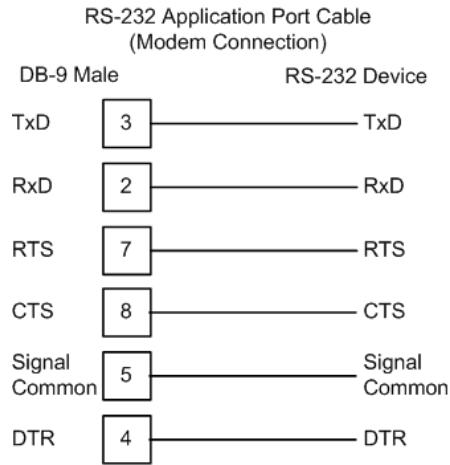 RS-232 Application Port Cable
(Modem Connection)
DB-9 Male RS-232 Device
TxD 3 TxD
RxD 2 RxD
RTS 7 RTS
CTS 8 CTS
Signal Common 5 Signal Common
DTR 4 DTR